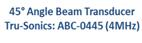 45° Angle Beam Transducer
Tru-Sonics: ABC-0445 (4MHz)